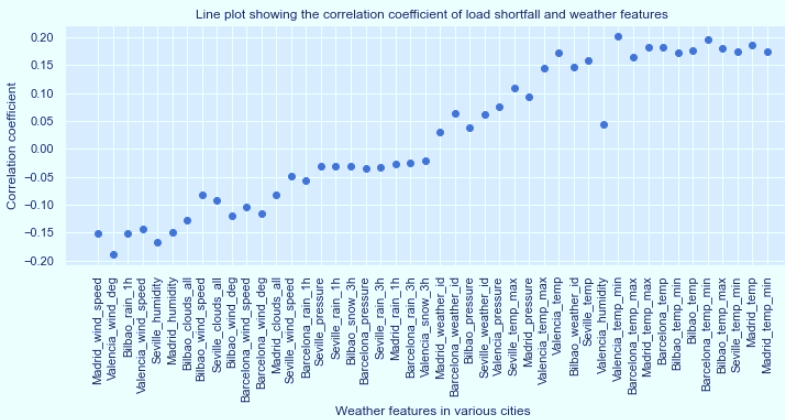 Line plot showing the correlation coefficient of load shortfall and weather features
0.20
0.15
0.10
0.05
0.00
−0.05
−0.10
−0.15
−0.20
Correlation coefficient
Madrid_wind_speed
Valencia_wind_deg
Bilbao_rain_1h
Valencia_wind_speed
Seville_humidity
Madrid_humidity
Bilbao_clouds_all
Bilbao_wind_speed
Seville_clouds_all
Bilbao_wind_deg
Barcelona_wind_speed
Barcelona_wind_deg
Madrid_clouds_all
Seville_wind_speed
Barcelona_rain_1h
Seville_pressure
Seville_rain_1h
Bilbao_snow_3h
Barcelona_pressure
Seville_rain_3h
Madrid_rain_1h
Barcelona_rain_3h
Valencia_snow_3h
Madrid_weather_id
Barcelona_weather_id
Bilbao_pressure
Seville_weather_id
Valencia_pressure
Seville_temp_max
Madrid_pressure
Valencia_temp_max
Valencia_temp
Bilbao_weather_id
Seville_temp
Valencia_humidity
Valencia_temp_min
Barcelona_temp_max
Madrid_temp_max
Barcelona_temp
Bilbao_temp_min
Bilbao_temp
Barcelona_temp_min
Bilbao_temp_max
Seville_temp_min
Madrid_temp
Madrid_temp_min
Weather features in various cities